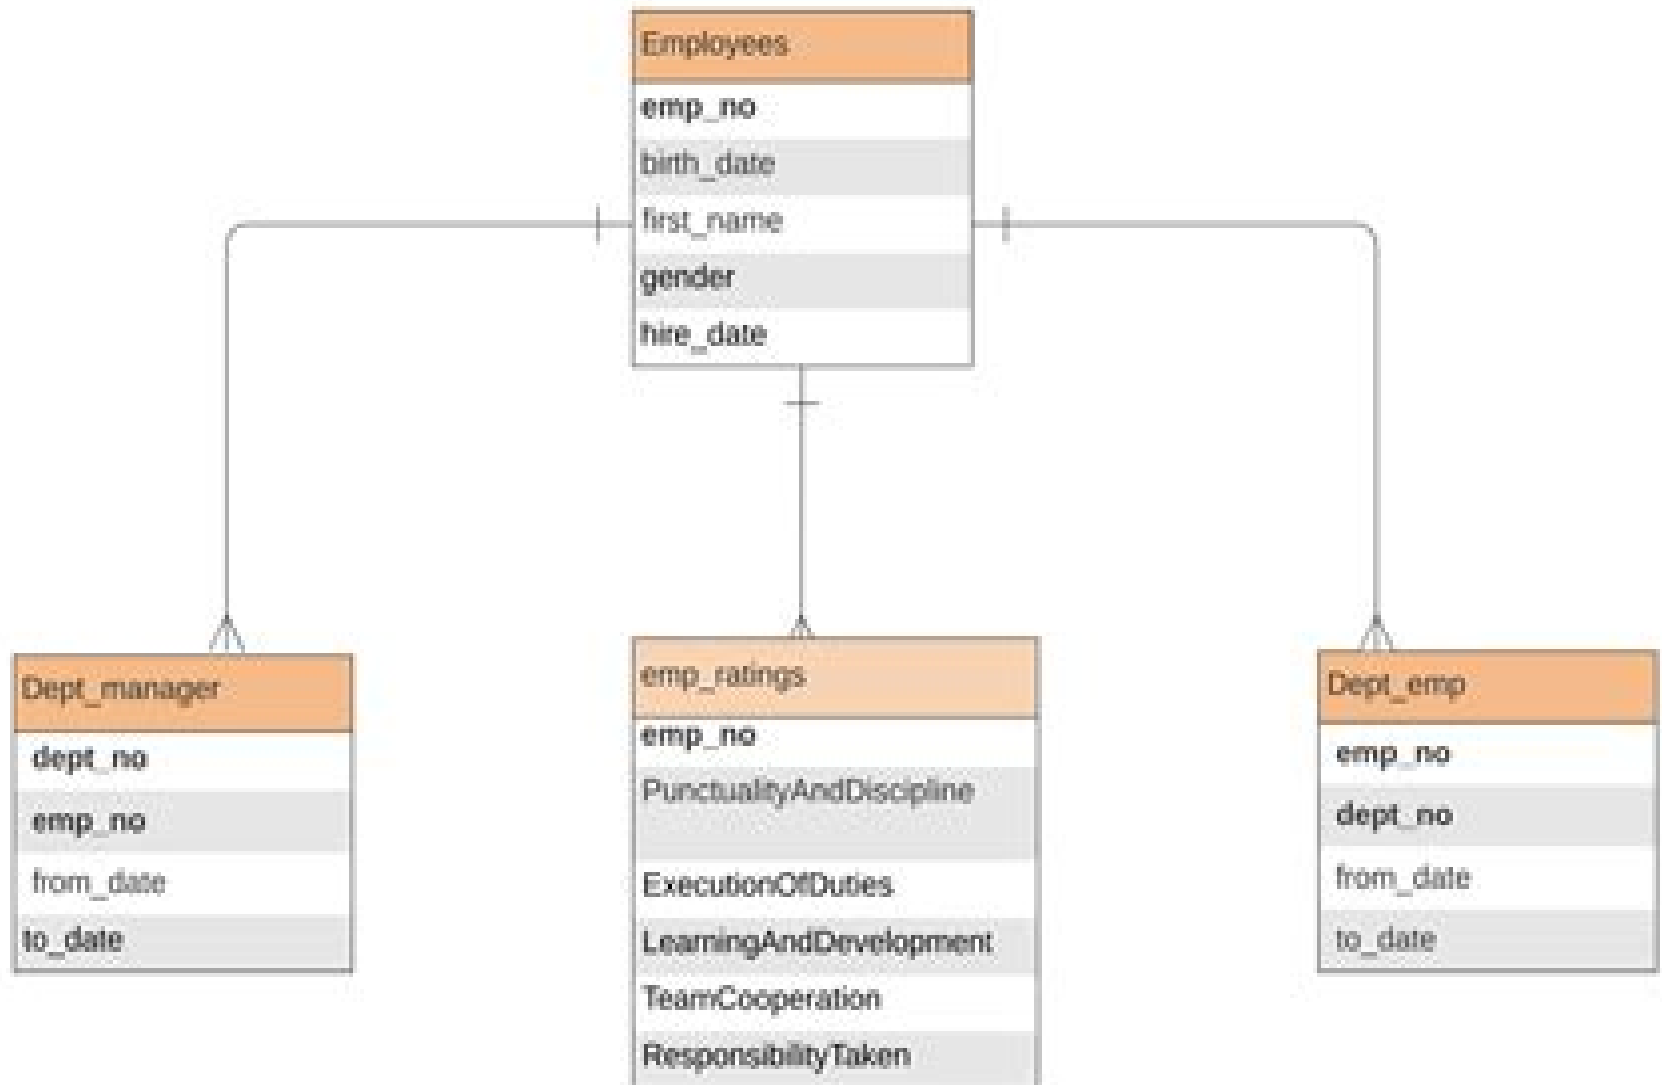 Employees
emp_no
birth_date
first_name
gender
hire_date
Dept_manager
dept_no
emp_no
from_date
to_date
emp_ratings
emp_no
PunctualityAndDiscipline
ExecutionOfDuties
LearningAndDevelopment
TeamCooperation
ResponsibilityTaken
Dept_emp
emp_no
dept_no
from_date
to_date